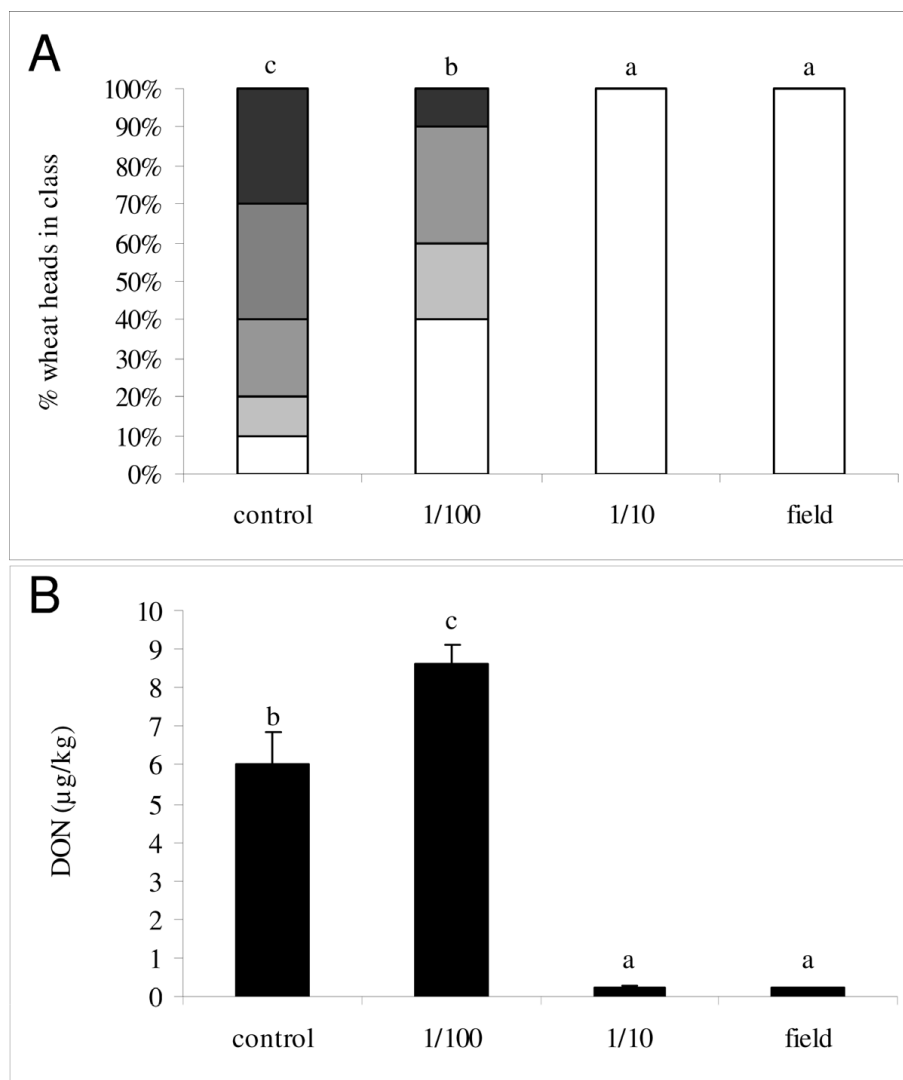 A
c b a a
100%
90%
80%
70%
60%
50%
40%
30%
20%
10%
0%
% wheat heads in class
control 1/100 1/10 field
B
10
9
8
7
6
5
4
3
2
1
0
DON (µg/kg)
c
b
a a
control 1/100 1/10 field